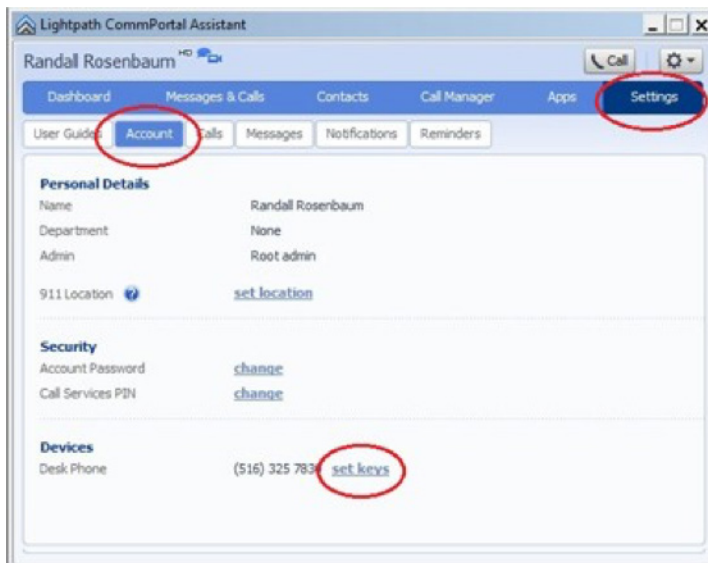 Lightpath CommPortal Assistant
Randall Rosenbaum HD
Call
Dashboard Messages & Calls Contacts Call Manager Apps Settings
User Guides Account Calls Messages Notifications Reminders
Personal Details
Name Randall Rosenbaum
Department None
Admin Root admin
911 Location ? set location
Security
Account Password change
Call Services PIN change
Devices
Desk Phone (516) 325 783 set keys